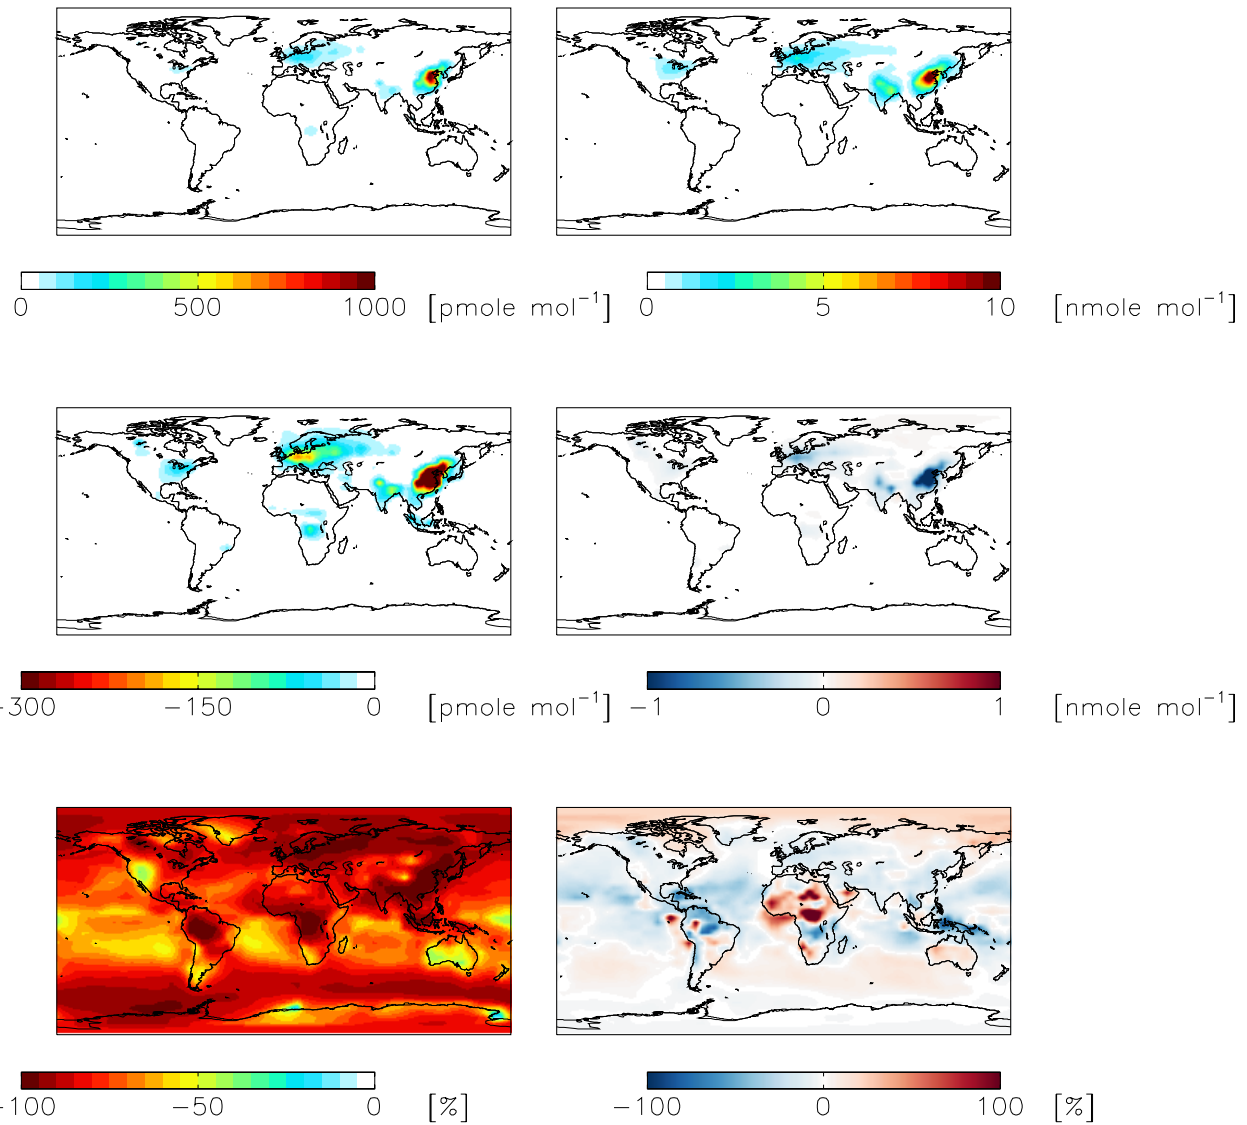 0 500 1000 [pmole mol⁻¹]
0 5 10 [nmole mol⁻¹]
-300 -150 0 [pmole mol⁻¹]
-1 0 1 [nmole mol⁻¹]
-100 -50 0 [%]
-100 0 100 [%]